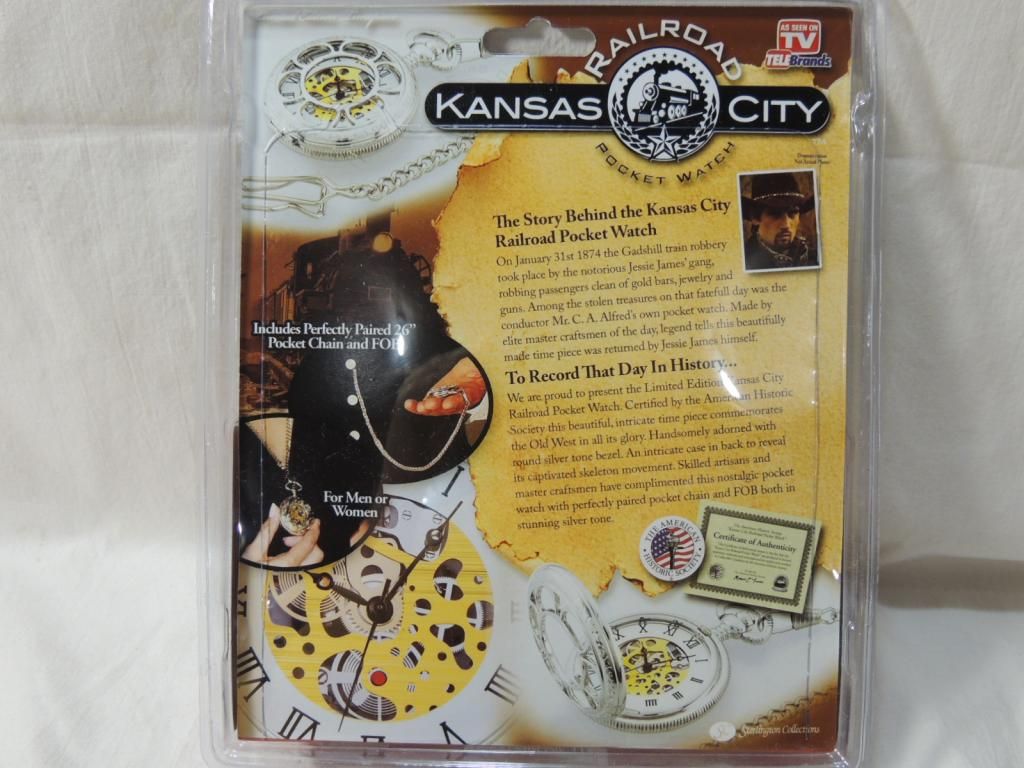 AS SEEN ON
TV
TELEBrands
RAILROAD
KANSAS CITY
POCKET WATCH
Dramatization
Not Actual Photo
The Story Behind the Kansas City
Railroad Pocket Watch
On January 31st 1874 the Gadshill train robbery
took place by the notorious Jessie James' gang,
robbing passengers clean of gold bars, jewelry and
guns. Among the stolen treasures on that fatefull day was the
conductor Mr. C. A. Alfred's own pocket watch. Made by
elite master craftsmen of the day, legend tells this beautifully
made time piece was returned by Jessie James himself.
Includes Perfectly Paired 26"
Pocket Chain and FOB
To Record That Day In History...
We are proud to present the Limited Edition Kansas City
Railroad Pocket Watch. Certified by the American Historic
Society this beautiful, intricate time piece commemorates
the Old West in all its glory. Handsomely adorned with
round silver tone bezel. An intricate case in back to reveal
its captivated skeleton movement. Skilled artisans and
master craftsmen have complimented this nostalgic pocket
watch with perfectly paired pocket chain and FOB both in
stunning silver tone.
For Men or
Women
THE AMERICAN
HISTORIC SOCIETY
Certificate of Authenticity
Sterlington Collections